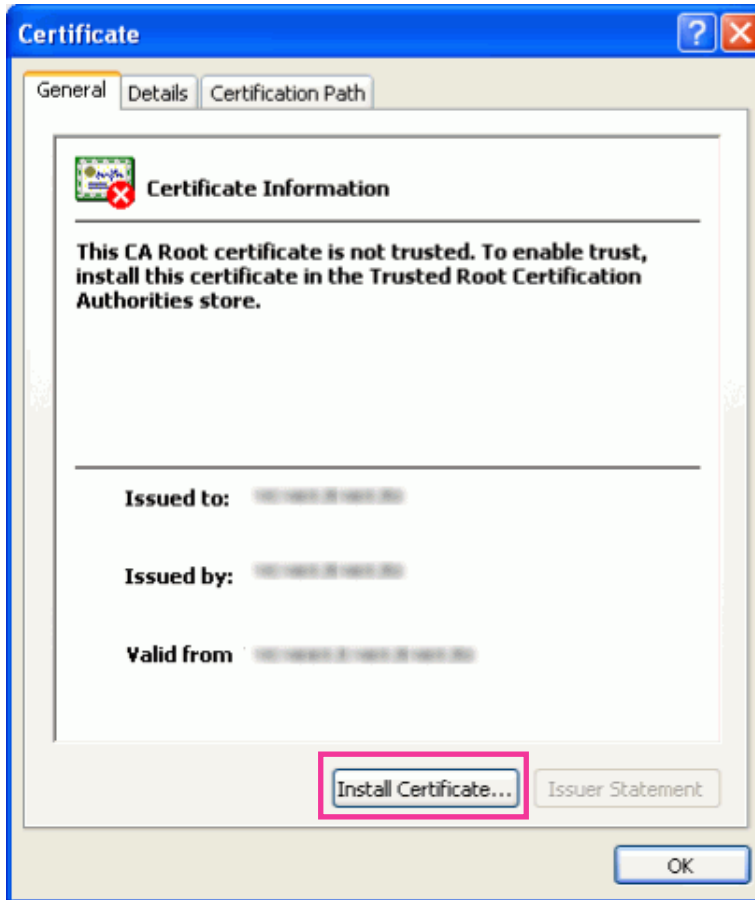 Certificate
General Details Certification Path
Certificate Information
This CA Root certificate is not trusted. To enable trust,
install this certificate in the Trusted Root Certification
Authorities store.
Issued to:
Issued by:
Valid from
Install Certificate... Issuer Statement
OK